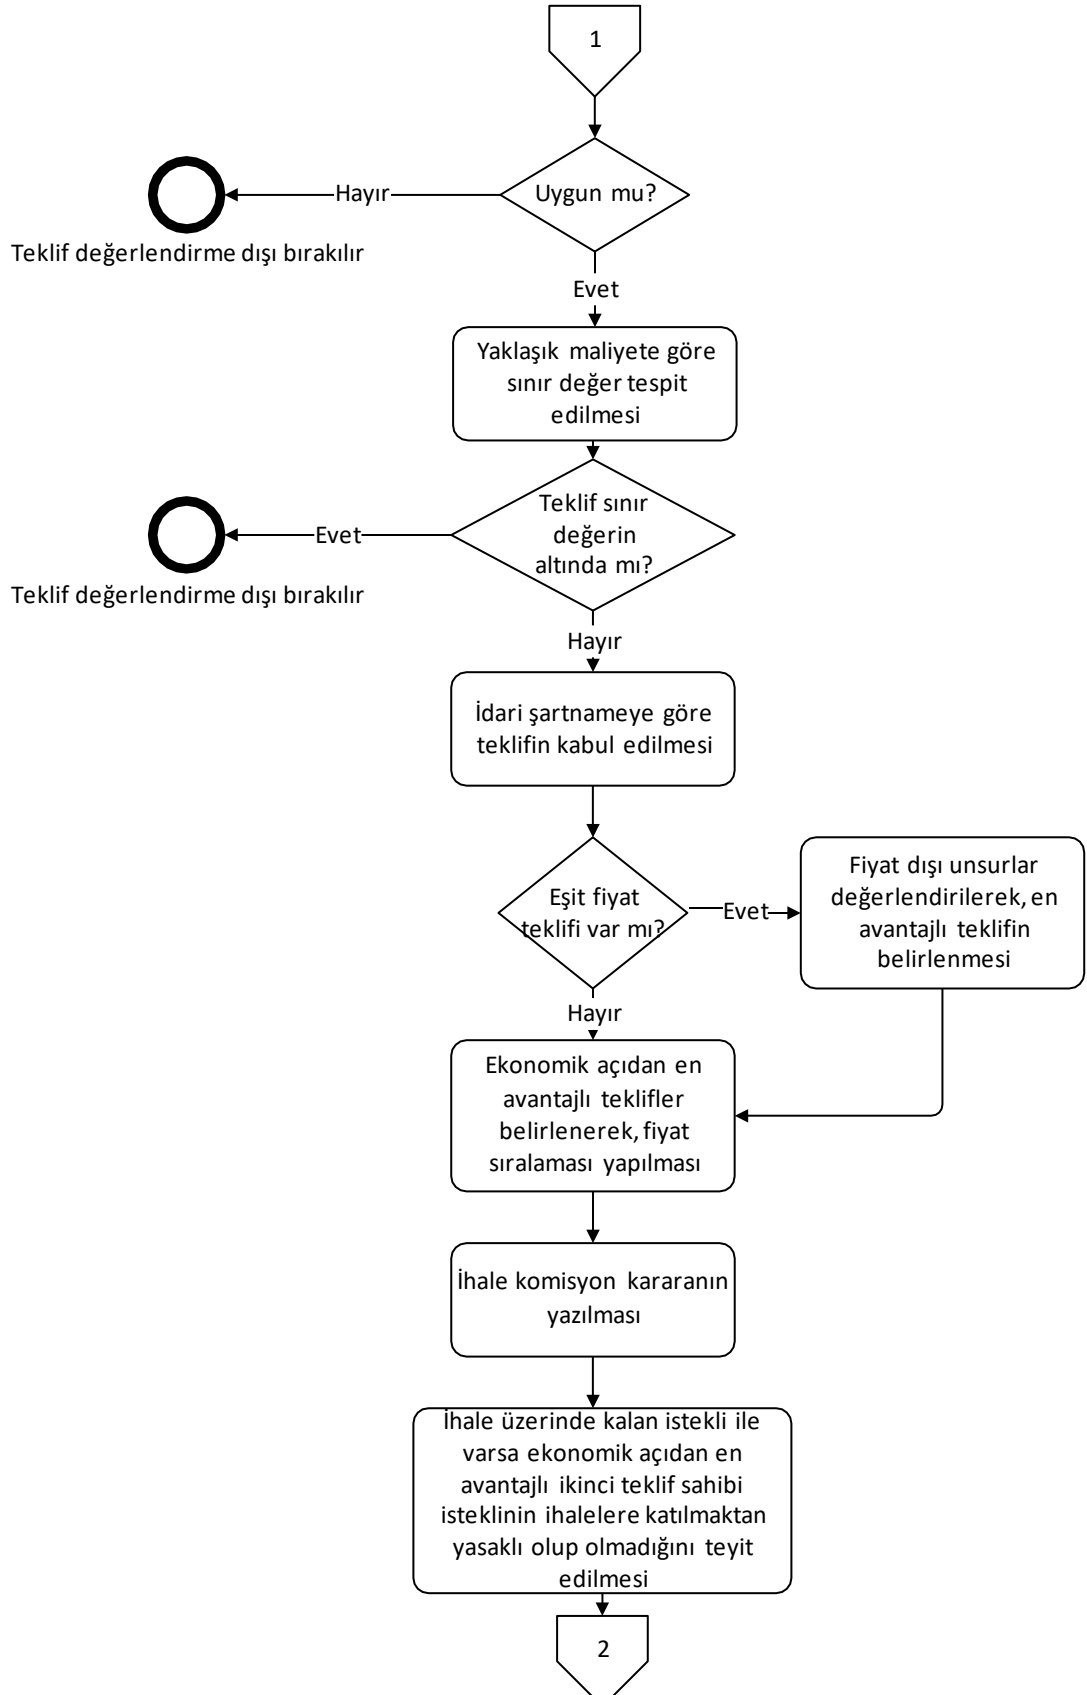 1
Uygun mu?
Hayır
Teklif değerlendirme dışı bırakılır
Evet
Yaklaşık maliyete göre
sınır değer tespit
edilmesi
Teklif sınır
değerin
altında mı?
Evet
Teklif değerlendirme dışı bırakılır
Hayır
İdari şartnameye göre
teklifin kabul edilmesi
Eşit fiyat
teklifi var mı?
Evet
Fiyat dışı unsurlar
değerlendirilerek, en
avantajlı teklifin
belirlenmesi
Hayır
Ekonomik açıdan en
avantajlı teklifler
belirlenerek, fiyat
sıralaması yapılması
İhale komisyon kararanın
yazılması
İhale üzerinde kalan istekli ile
varsa ekonomik açıdan en
avantajlı ikinci teklif sahibi
isteklinin ihalelere katılmaktan
yasaklı olup olmadığını teyit
edilmesi
2